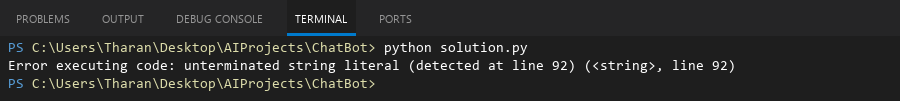 PROBLEMS OUTPUT DEBUG CONSOLE TERMINAL PORTS
PS C:\Users\Tharan\Desktop\AIProjects\ChatBot> python solution.py
Error executing code: unterminated string literal (detected at line 92) (<string>, line 92)
PS C:\Users\Tharan\Desktop\AIProjects\ChatBot>